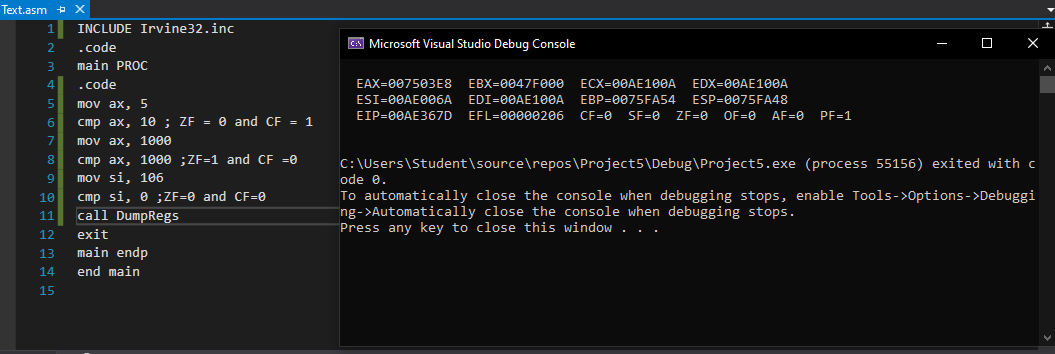 Text.asm
1 INCLUDE Irvine32.inc
2 .code
3 main PROC
4 .code
5 mov ax, 5
6 cmp ax, 10 ; ZF = 0 and CF = 1
7 mov ax, 1000
8 cmp ax, 1000 ;ZF=1 and CF =0
9 mov si, 106
10 cmp si, 0 ;ZF=0 and CF=0
11 call DumpRegs
12 exit
13 main endp
14 end main
15
C:\ Microsoft Visual Studio Debug Console
EAX=007503E8 EBX=0047F000 ECX=00AE100A EDX=00AE100A
ESI=00AE006A EDI=00AE100A EBP=0075FA54 ESP=0075FA48
EIP=00AE367D EFL=00000206 CF=0 SF=0 ZF=0 OF=0 AF=0 PF=1
C:\Users\Student\source\repos\Project5\Debug\Project5.exe (process 55156) exited with c
ode 0.
To automatically close the console when debugging stops, enable Tools->Options->Debuggi
ng->Automatically close the console when debugging stops.
Press any key to close this window . . .